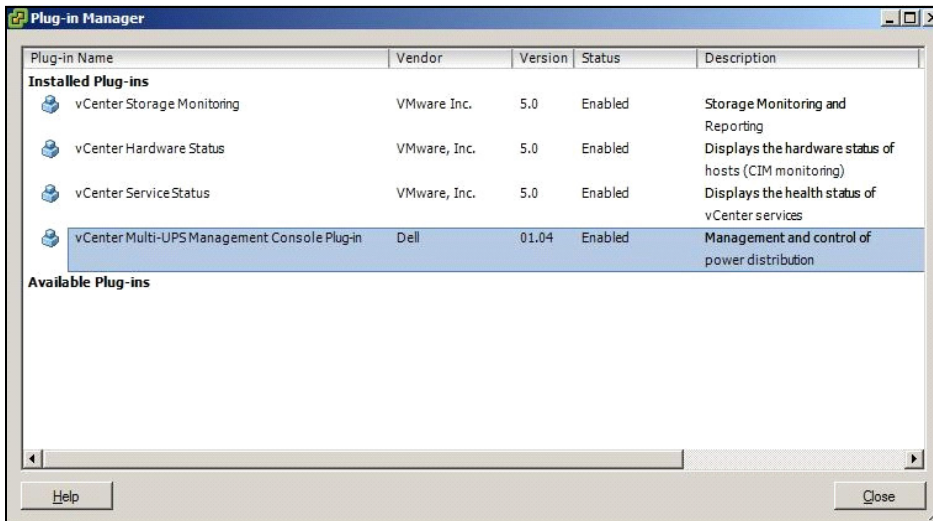 Plug-in Manager
Plug-in Name Vendor Version Status Description
Installed Plug-ins
vCenter Storage Monitoring VMware Inc. 5.0 Enabled Storage Monitoring and
Reporting
vCenter Hardware Status VMware, Inc. 5.0 Enabled Displays the hardware status of
hosts (CIM monitoring)
vCenter Service Status VMware, Inc. 5.0 Enabled Displays the health status of
vCenter services
vCenter Multi-UPS Management Console Plug-in Dell 01.04 Enabled Management and control of
power distribution
Available Plug-ins
Help Close